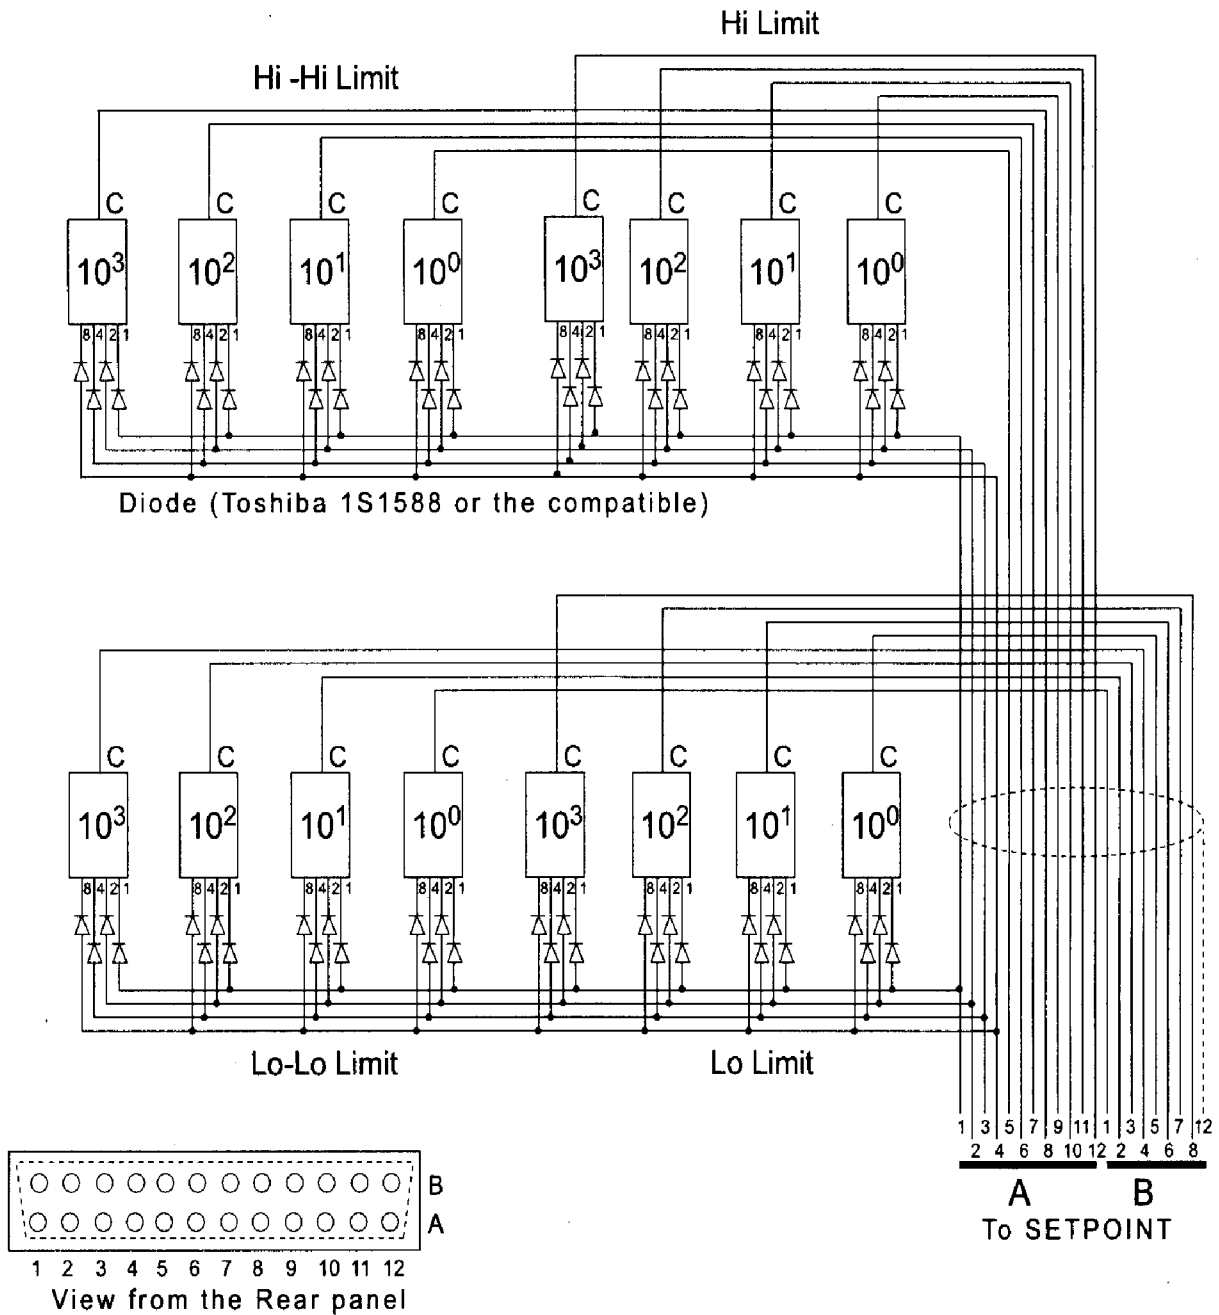 Hi Limit
Hi -Hi Limit
C C C C C C C C
10³ 10² 10¹ 10⁰ 10³ 10² 10¹ 10⁰
8 4 2 1 8 4 2 1 8 4 2 1 8 4 2 1 8 4 2 1 8 4 2 1 8 4 2 1 8 4 2 1
Diode (Toshiba 1S1588 or the compatible)
C C C C C C C C
10³ 10² 10¹ 10⁰ 10³ 10² 10¹ 10⁰
8 4 2 1 8 4 2 1 8 4 2 1 8 4 2 1 8 4 2 1 8 4 2 1 8 4 2 1 8 4 2 1
Lo-Lo Limit Lo Limit
1 3 5 7 9 11 1 3 5 7 12
2 4 6 8 10 12 2 4 6 8
A B
To SETPOINT
B
A
1 2 3 4 5 6 7 8 9 10 11 12
View from the Rear panel